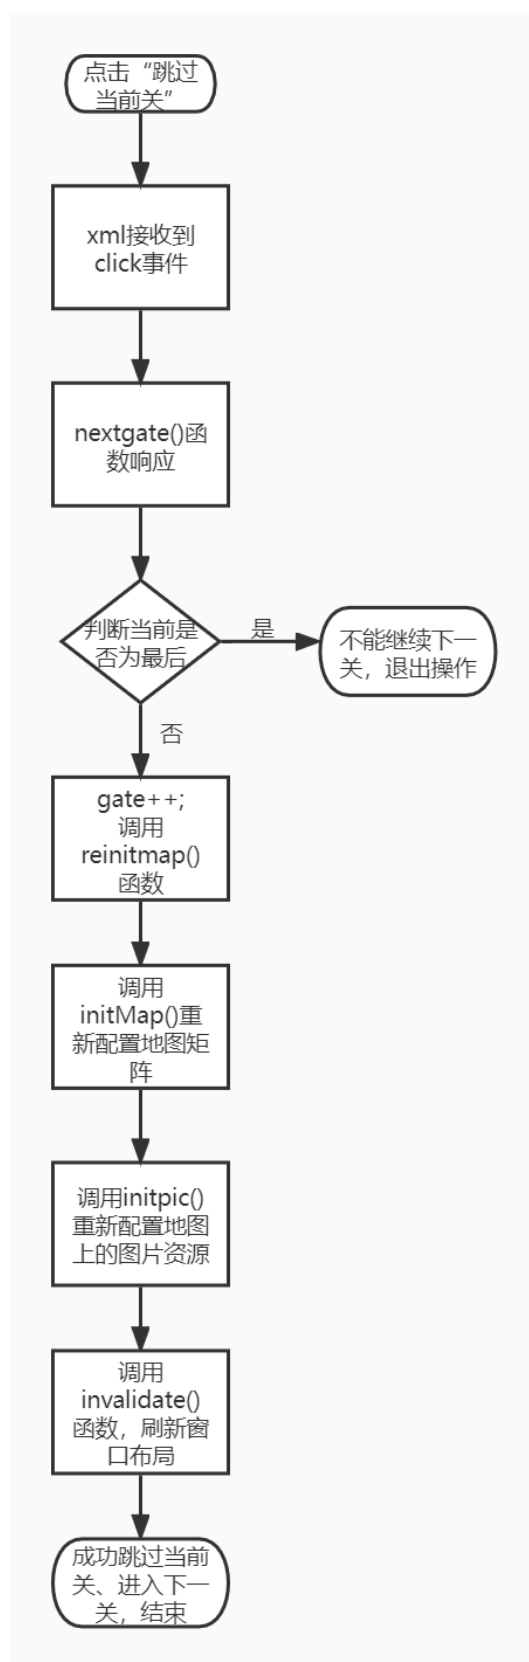 点击“跳过
当前关”
xml接收到
click事件
nextgate()函
数响应
判断当前是
否为最后
是
不能继续下一
关，退出操作
否
gate++;
调用
reinitmap()
函数
调用
initMap()重
新配置地图矩
阵
调用initpic()
重新配置地图
上的图片资源
调用
invalidate()
函数，刷新窗
口布局
成功跳过当前
关、进入下一
关，结束